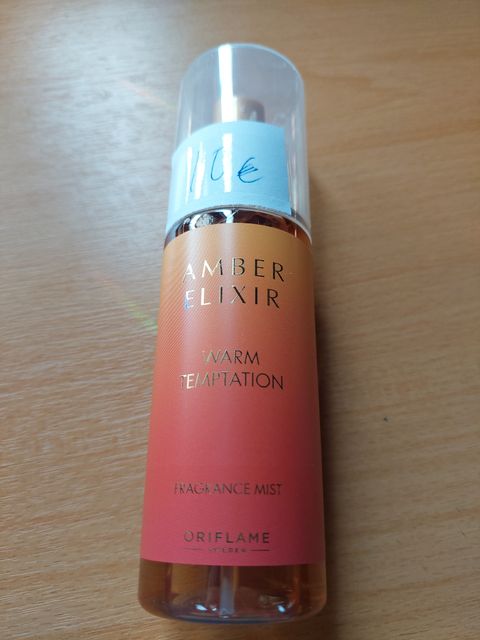 10€
AMBER
ELIXIR
WARM
TEMPTATION
FRAGRANCE MIST
ORIFLAME
SWEDEN